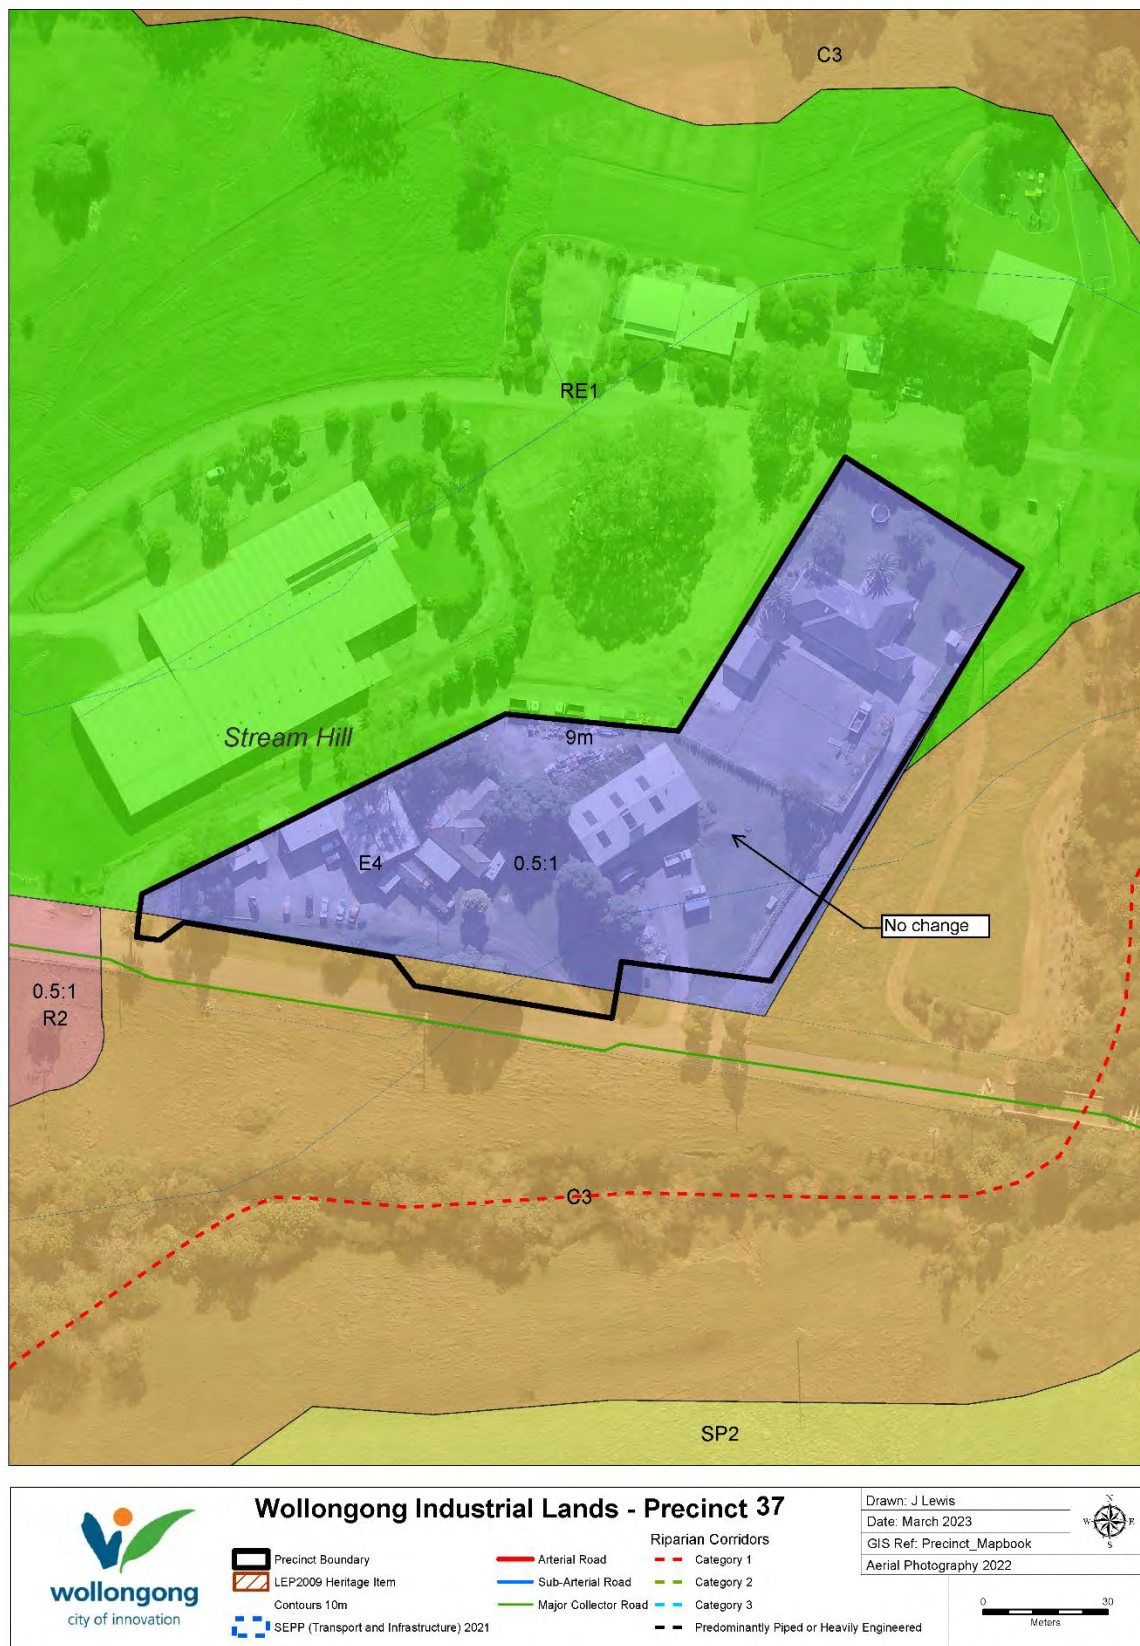 C3
RE1
Stream Hill
9m
E4
0.5:1
No change
0.5:1
R2
C3
SP2
wollongong
city of innovation
Wollongong Industrial Lands - Precinct 37
Precinct Boundary
LEP2009 Heritage Item
Contours 10m
SEPP (Transport and Infrastructure) 2021
Arterial Road
Sub-Arterial Road
Major Collector Road
Riparian Corridors
Category 1
Category 2
Category 3
Predominantly Piped or Heavily Engineered
Drawn: J Lewis
Date: March 2023
GIS Ref: Precinct_Mapbook
Aerial Photography 2022
N
W E
S
0 30
Meters